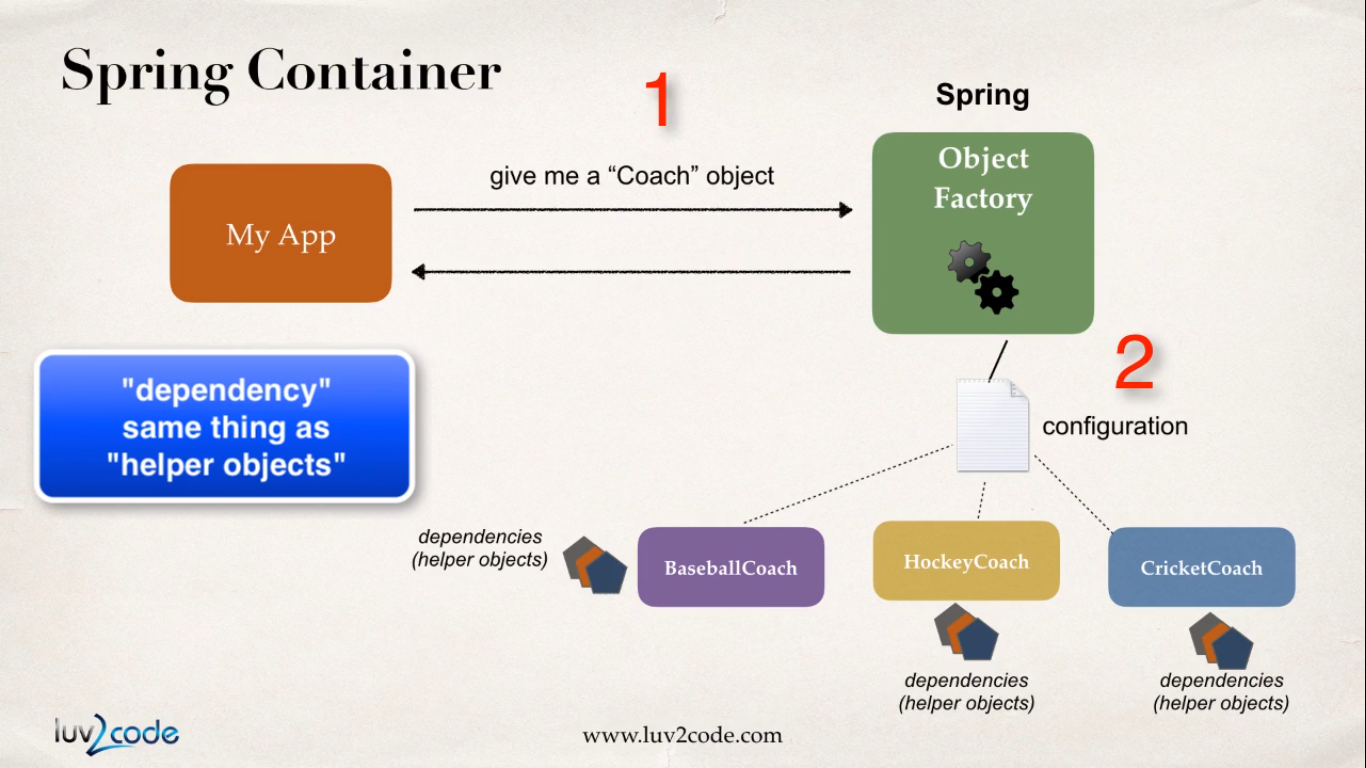 Spring Container
1
Spring
give me a “Coach” object
Object
Factory
My App
2
"dependency"
same thing as
"helper objects"
configuration
dependencies
(helper objects)
BaseballCoach
HockeyCoach
CricketCoach
dependencies
(helper objects)
dependencies
(helper objects)
luv2code
www.luv2code.com